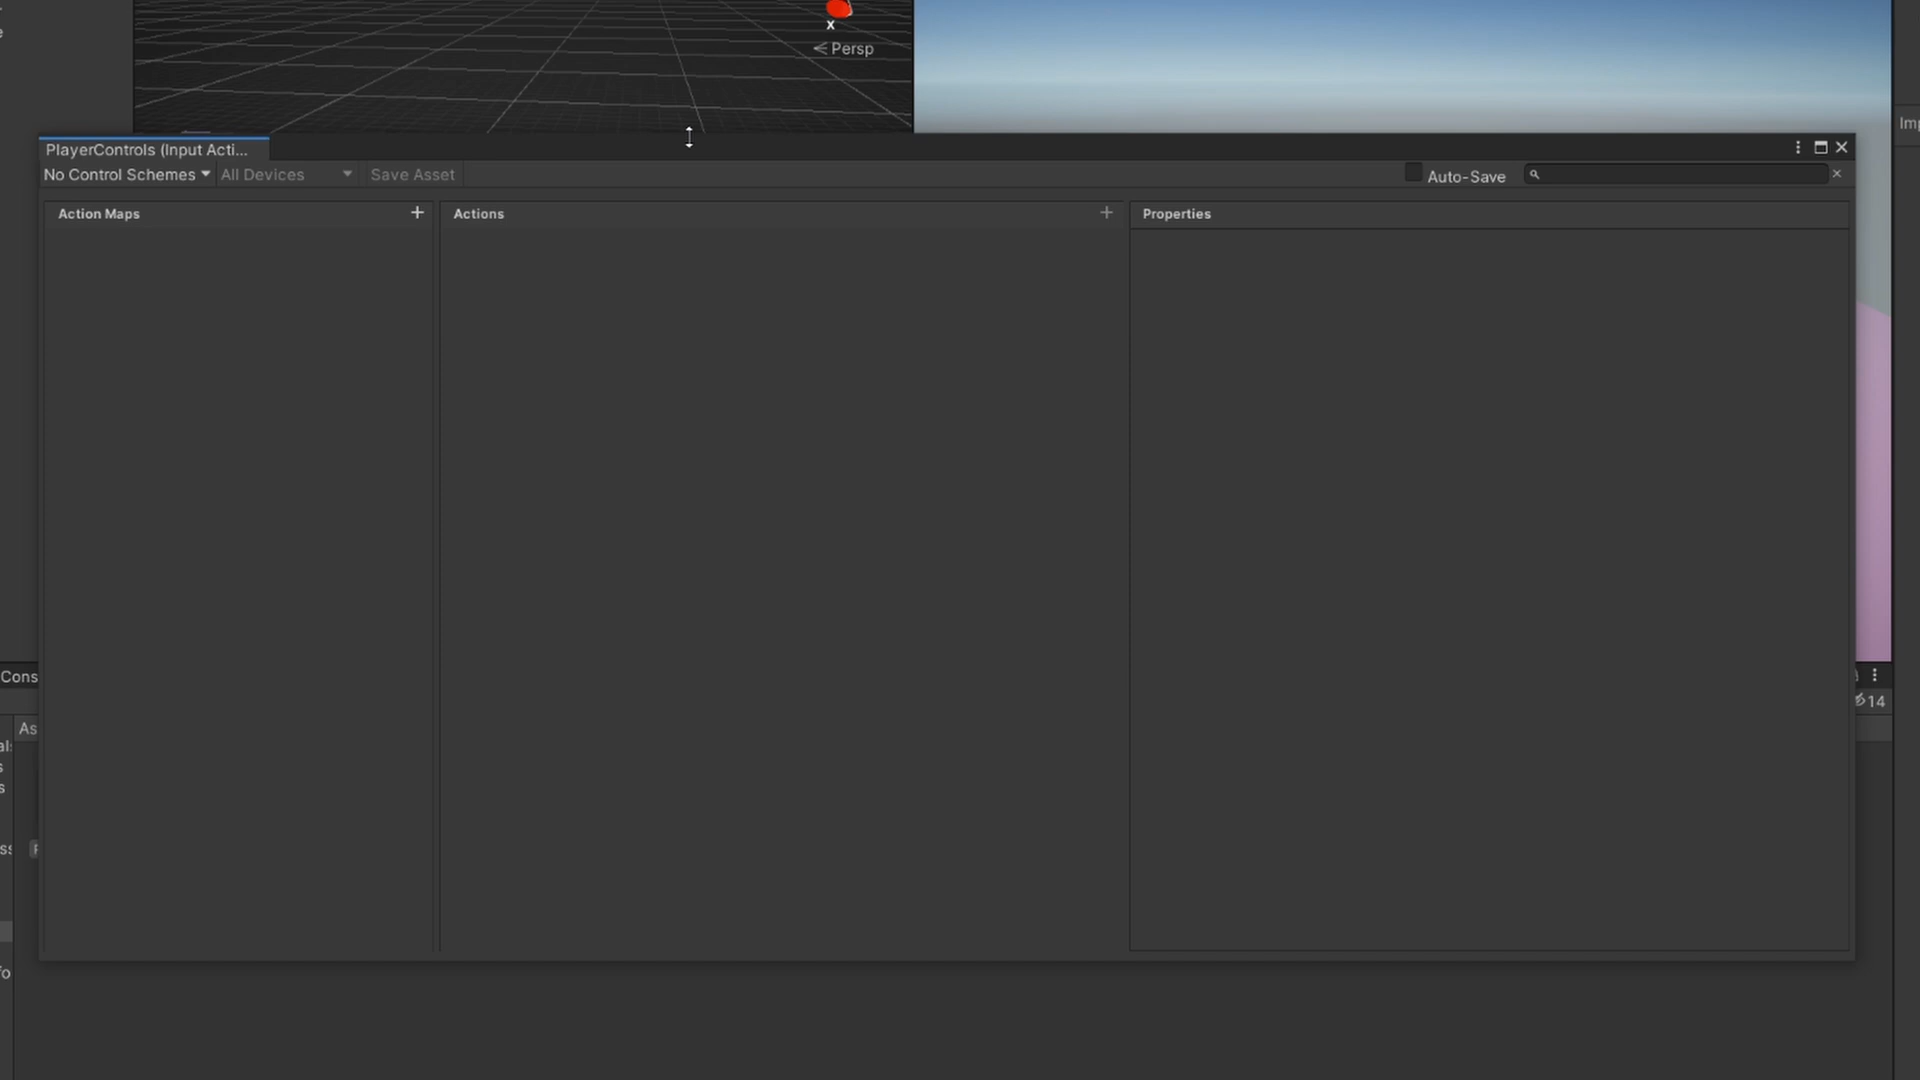 x
Persp
Imp
PlayerControls (Input Acti...
No Control Schemes
All Devices
Save Asset
Auto-Save
Action Maps
Actions
Properties
Cons
14
As